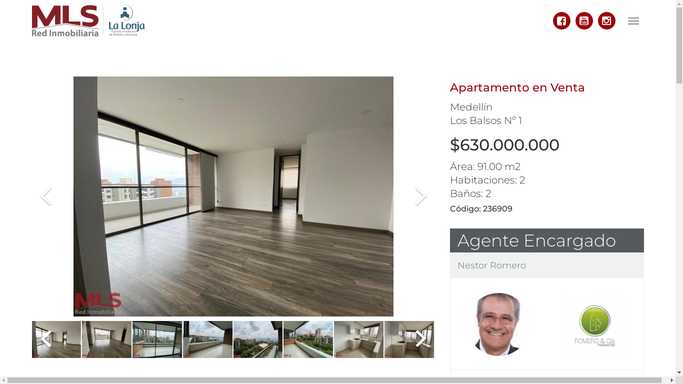 MLS
Red Inmobiliaria
La Lonja
Apartamento en Venta
Medellín
Los Balsos Nº 1
$630.000.000
Área: 91.00 m2
Habitaciones: 2
Baños: 2
Código: 236909
Agente Encargado
Nestor Romero
MLS
Red Inmobiliaria
ROMERO & CIA